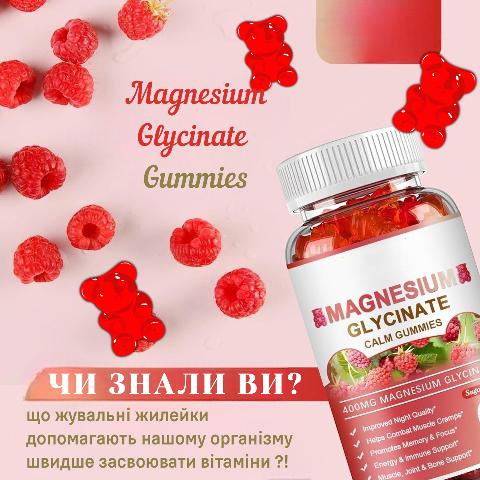 Magnesium
Glycinate
Gummies
MAGNESIUM
GLYCINATE
CALM GUMMIES
400MG MAGNESIUM GLYCIN
Improved Night Quality*
Helps Combat Muscle Cramps*
Promotes Memory & Focus*
Energy & Immune Support*
Muscle, Joint & Bone Support*
ЧИ ЗНАЛИ ВИ?
що жувальні жилейки
допомагають нашому організму
швидше засвоювати вітаміни ?!